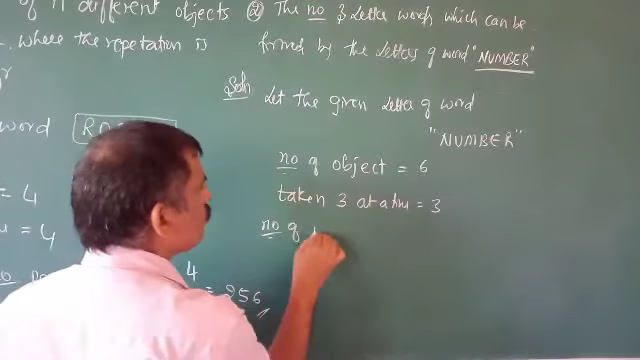 of n different objects
where the repetation is
word
= 4
= 4
4
= 256
② The no 3 Letter words which can be
formed by the letters of word "NUMBER"
Soln Let the given Letter of word
"NUMBER"
no of object = 6
taken 3 at a time = 3
no of